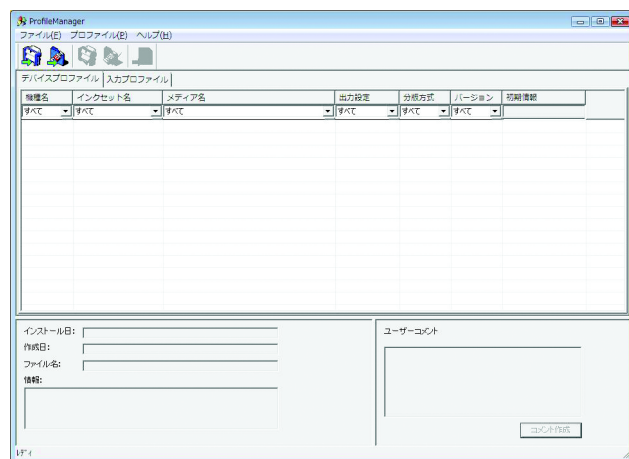 ProfileManager
ファイル(F) プロファイル(P) ヘルプ(H)
デバイスプロファイル 入力プロファイル
機種名 インクセット名 メディア名 出力設定 分版方式 バージョン 初期情報
すべて すべて すべて すべて すべて すべて
インストール日:
作成日:
ファイル名:
情報:
ユーザーコメント
コメント作成
レディ